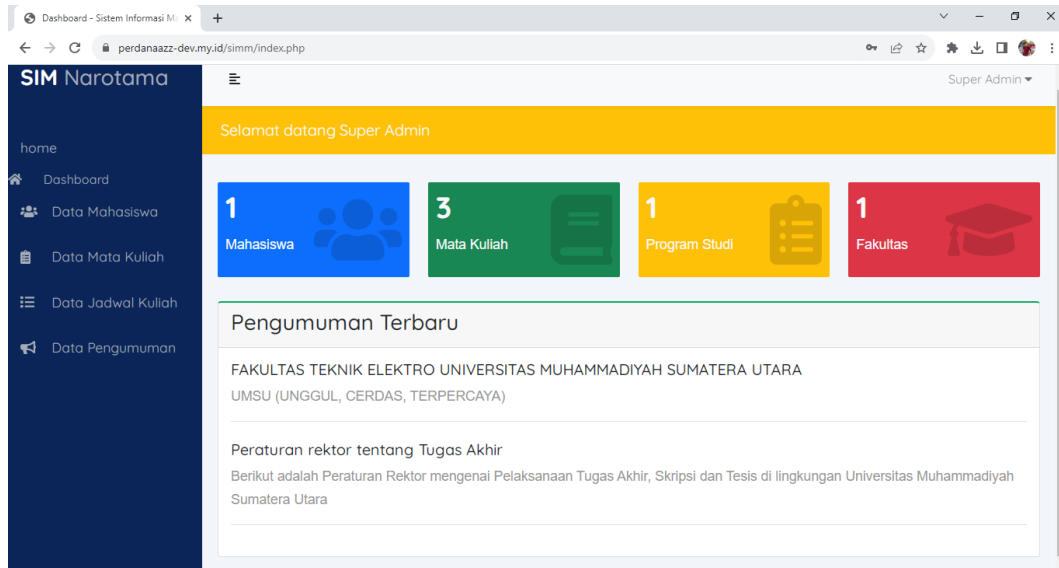 Dashboard - Sistem Informasi M
perdanaazz-dev.my.id/simm/index.php
SIM Narotama
Super Admin
Selamat datang Super Admin
home
Dashboard
Data Mahasiswa
Data Mata Kuliah
Data Jadwal Kuliah
Data Pengumuman
1
Mahasiswa
3
Mata Kuliah
1
Program Studi
1
Fakultas
Pengumuman Terbaru
FAKULTAS TEKNIK ELEKTRO UNIVERSITAS MUHAMMADIYAH SUMATERA UTARA
UMSU (UNGGUL, CERDAS, TERPERCAYA)
Peraturan rektor tentang Tugas Akhir
Berikut adalah Peraturan Rektor mengenai Pelaksanaan Tugas Akhir, Skripsi dan Tesis di lingkungan Universitas Muhammadiyah
Sumatera Utara